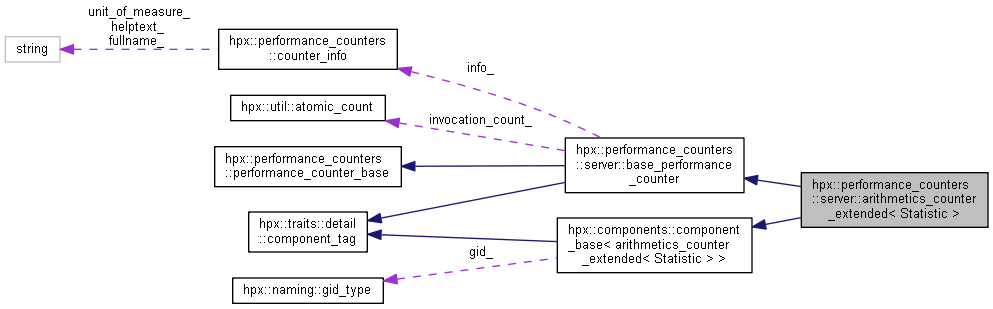 unit_of_measure_
helptext_
fullname_
string
hpx::performance_counters
::counter_info
info_
hpx::util::atomic_count
invocation_count_
hpx::performance_counters
::performance_counter_base
hpx::performance_counters
::server::base_performance
_counter
hpx::performance_counters
::server::arithmetics_counter
_extended< Statistic >
hpx::traits::detail
::component_tag
hpx::components::component
_base< arithmetics_counter
_extended< Statistic > >
gid_
hpx::naming::gid_type